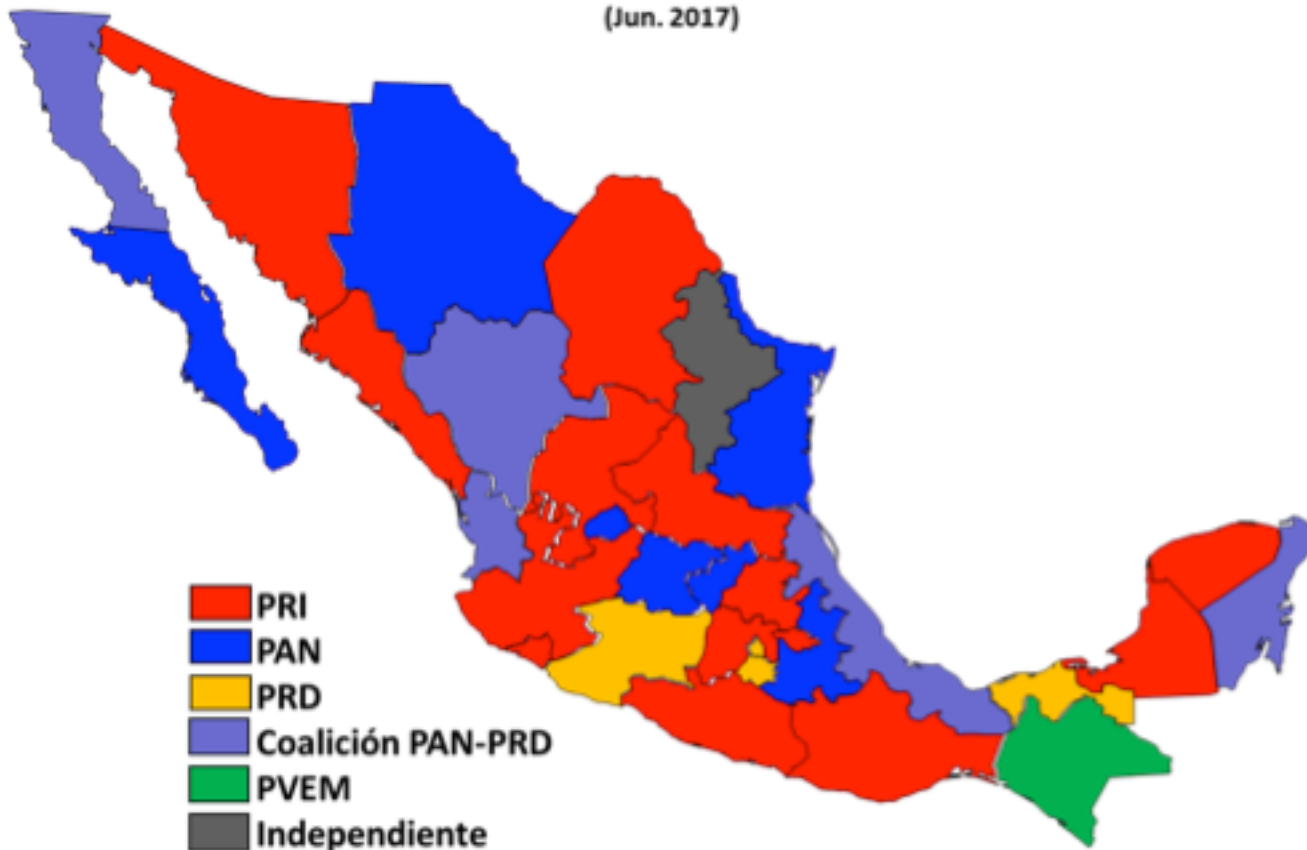 (Jun. 2017)
PRI
PAN
PRD
Coalición PAN-PRD
PVEM
Independiente